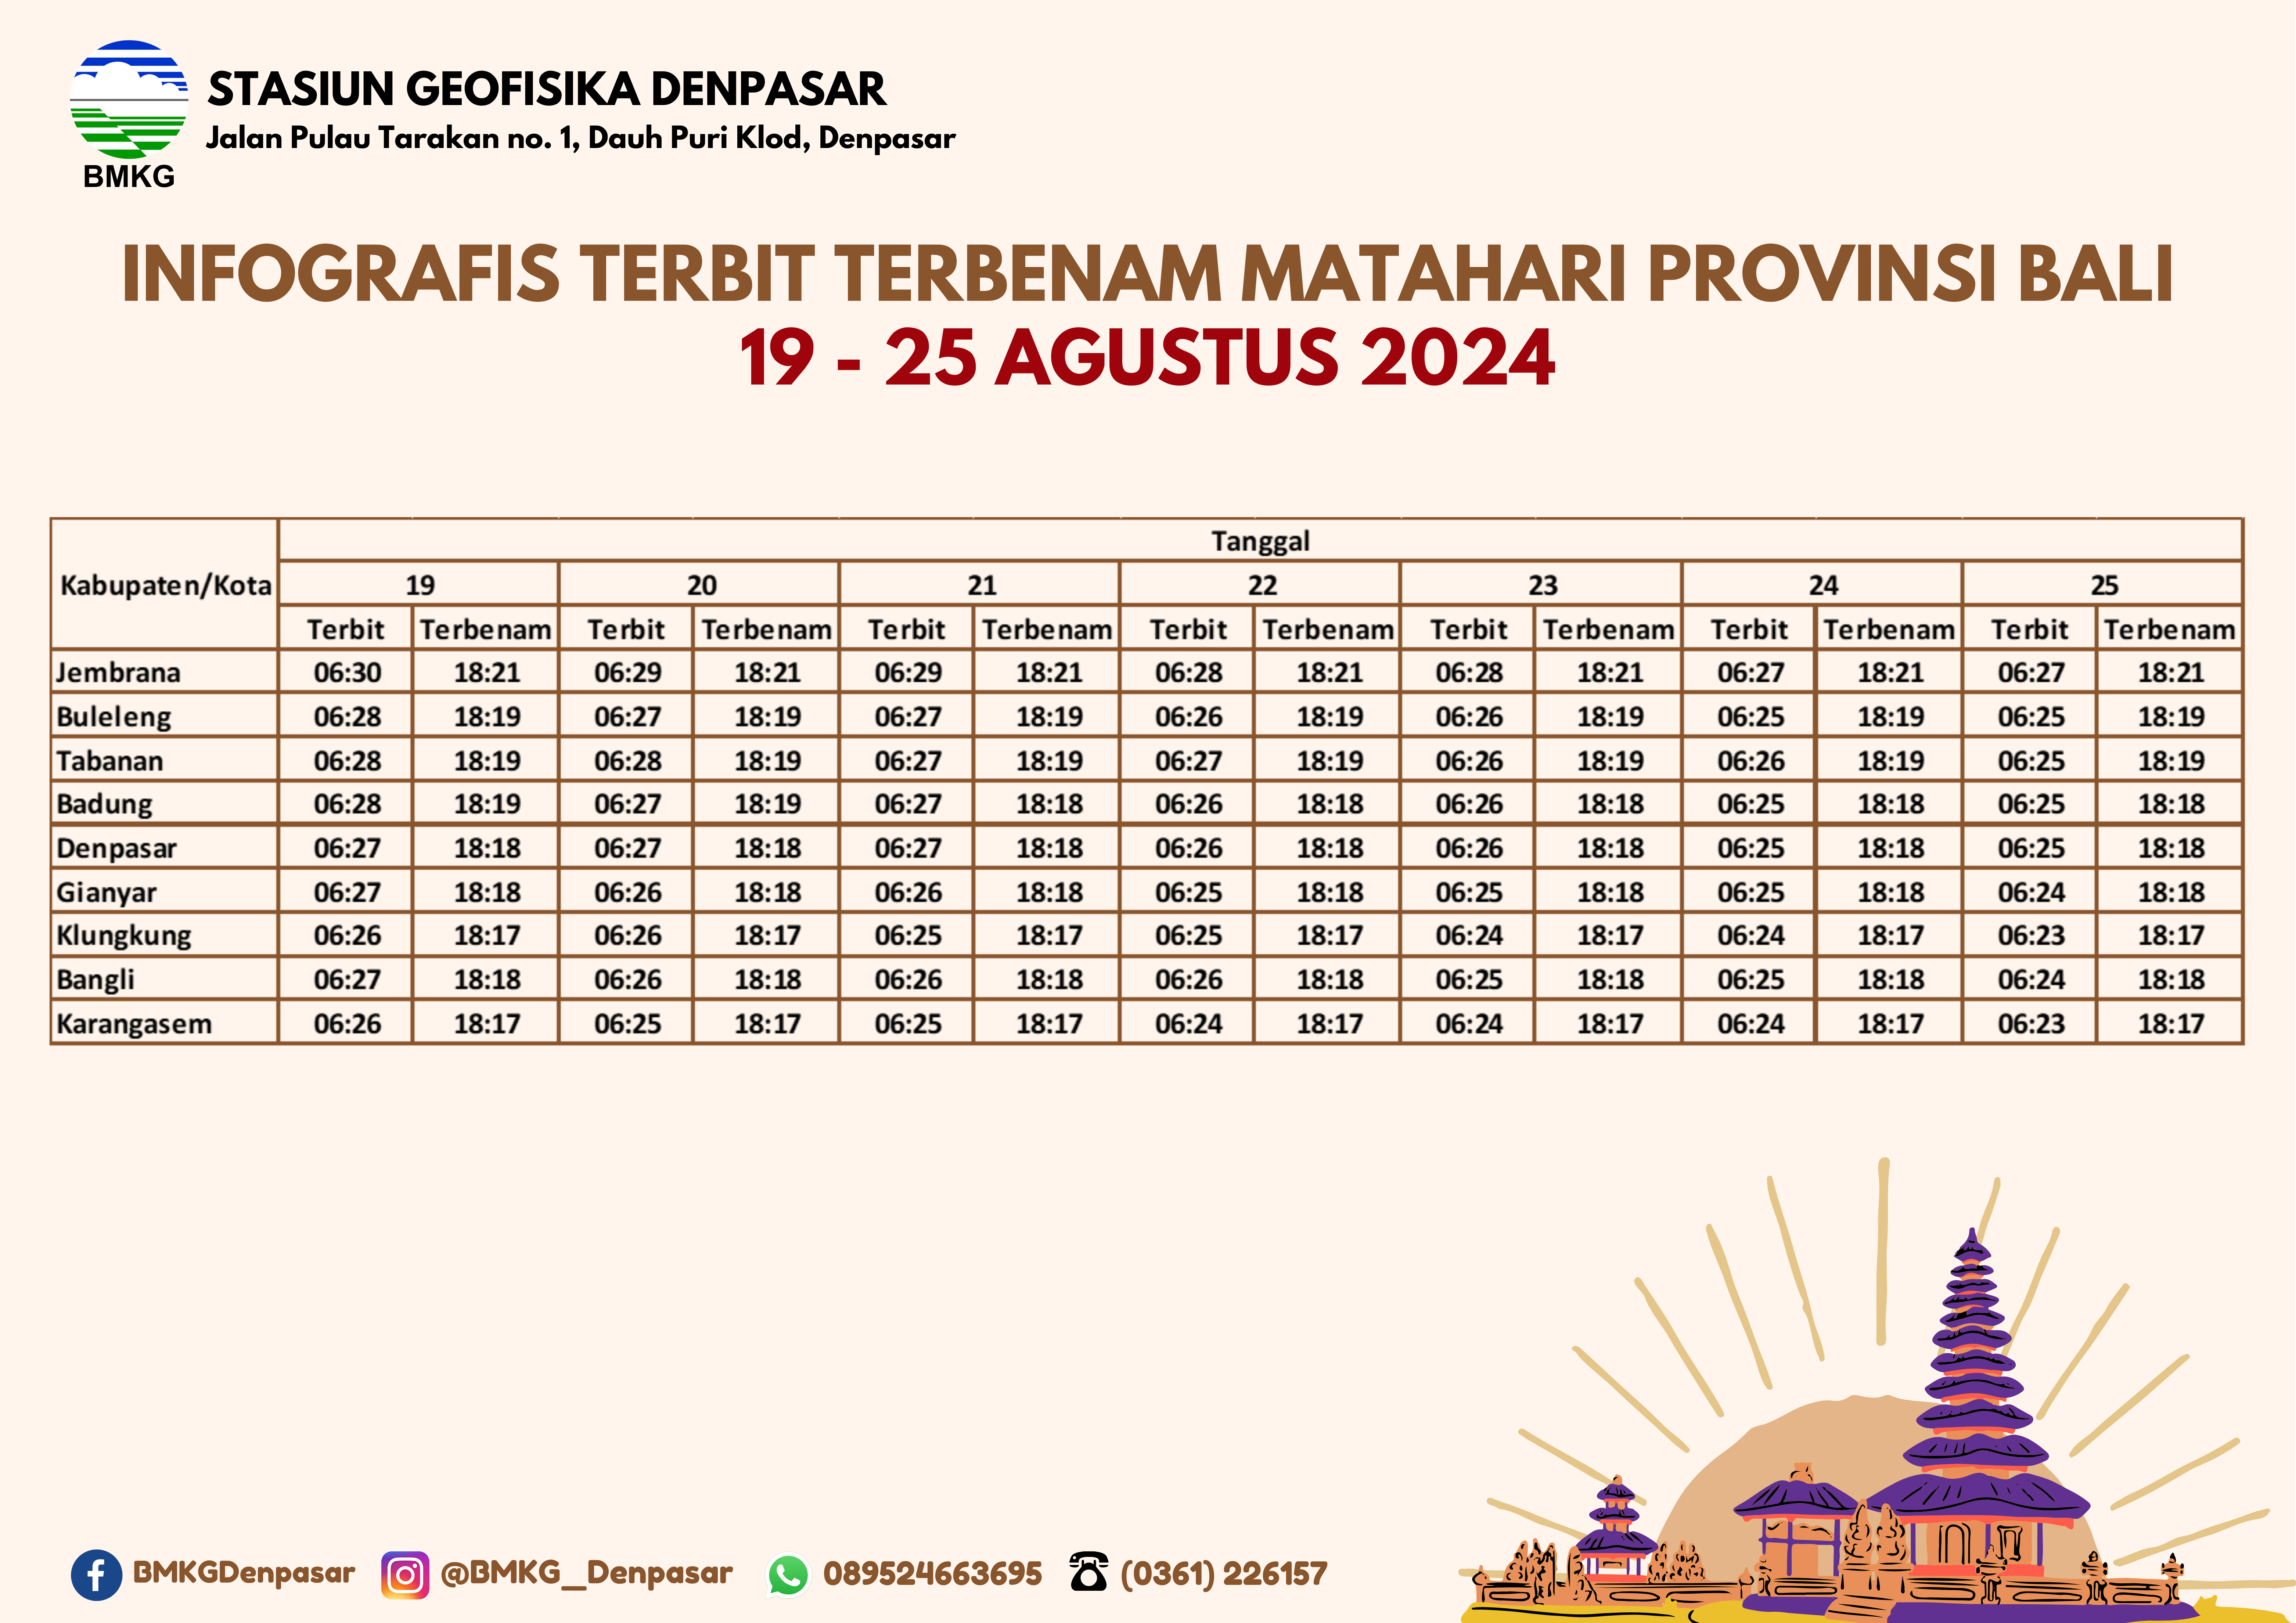 BMKG
STASIUN GEOFISIKA DENPASAR
Jalan Pulau Tarakan no. 1, Dauh Puri Klod, Denpasar
INFOGRAFIS TERBIT TERBENAM MATAHARI PROVINSI BALI
19 - 25 AGUSTUS 2024
Kabupaten/Kota Tanggal
19 20 21 22 23 24 25
Terbit Terbenam Terbit Terbenam Terbit Terbenam Terbit Terbenam Terbit Terbenam Terbit Terbenam Terbit Terbenam
Jembrana 06:30 18:21 06:29 18:21 06:29 18:21 06:28 18:21 06:28 18:21 06:27 18:21 06:27 18:21
Buleleng 06:28 18:19 06:27 18:19 06:27 18:19 06:26 18:19 06:26 18:19 06:25 18:19 06:25 18:19
Tabanan 06:28 18:19 06:28 18:19 06:27 18:19 06:27 18:19 06:26 18:19 06:26 18:19 06:25 18:19
Badung 06:28 18:19 06:27 18:19 06:27 18:18 06:26 18:18 06:26 18:18 06:25 18:18 06:25 18:18
Denpasar 06:27 18:18 06:27 18:18 06:27 18:18 06:26 18:18 06:26 18:18 06:25 18:18 06:25 18:18
Gianyar 06:27 18:18 06:26 18:18 06:26 18:18 06:25 18:18 06:25 18:18 06:25 18:18 06:24 18:18
Klungkung 06:26 18:17 06:26 18:17 06:25 18:17 06:25 18:17 06:24 18:17 06:24 18:17 06:23 18:17
Bangli 06:27 18:18 06:26 18:18 06:26 18:18 06:26 18:18 06:25 18:18 06:25 18:18 06:24 18:18
Karangasem 06:26 18:17 06:25 18:17 06:25 18:17 06:24 18:17 06:24 18:17 06:24 18:17 06:23 18:17
BMKGDenpasar @BMKG_Denpasar 089524663695 (0361) 226157